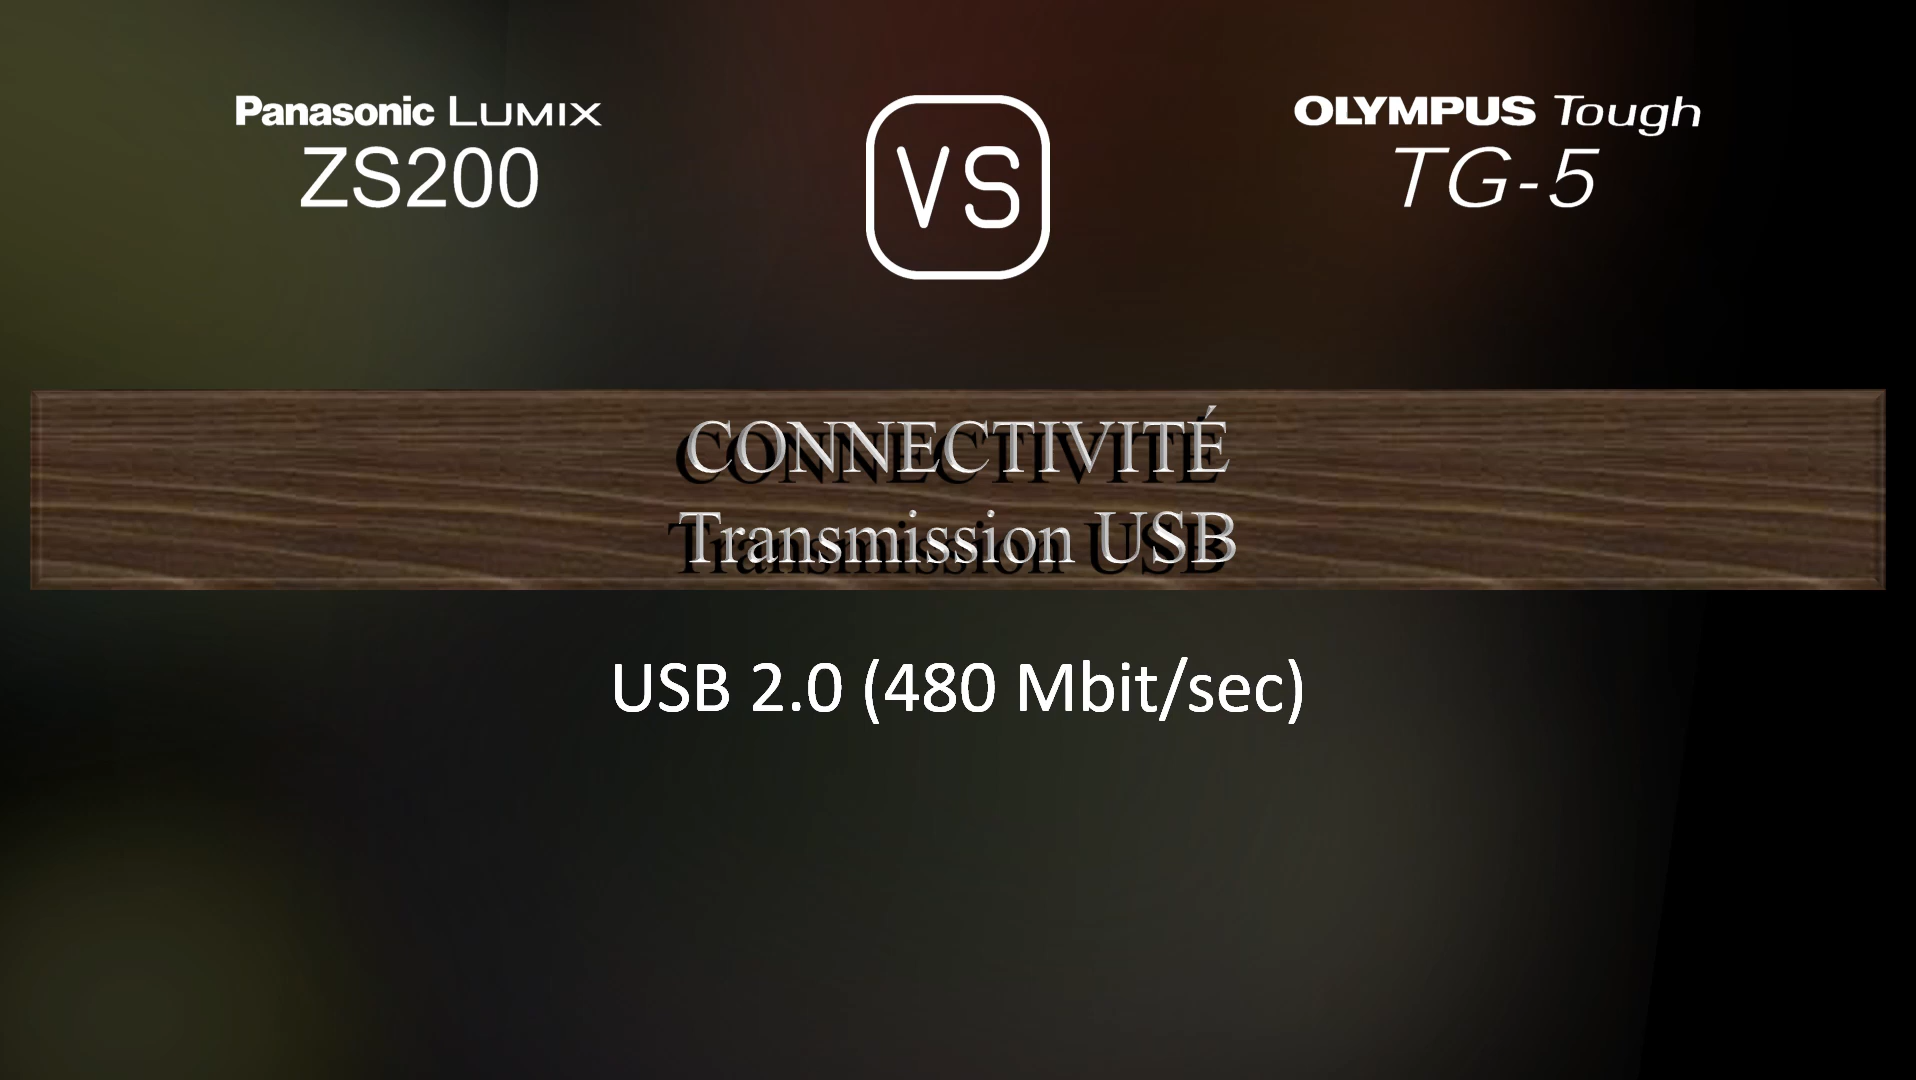 Panasonic LUMIX
ZS200
VS
OLYMPUS Tough
TG-5
CONNECTIVITÉ
Transmission USB
USB 2.0 (480 Mbit/sec)